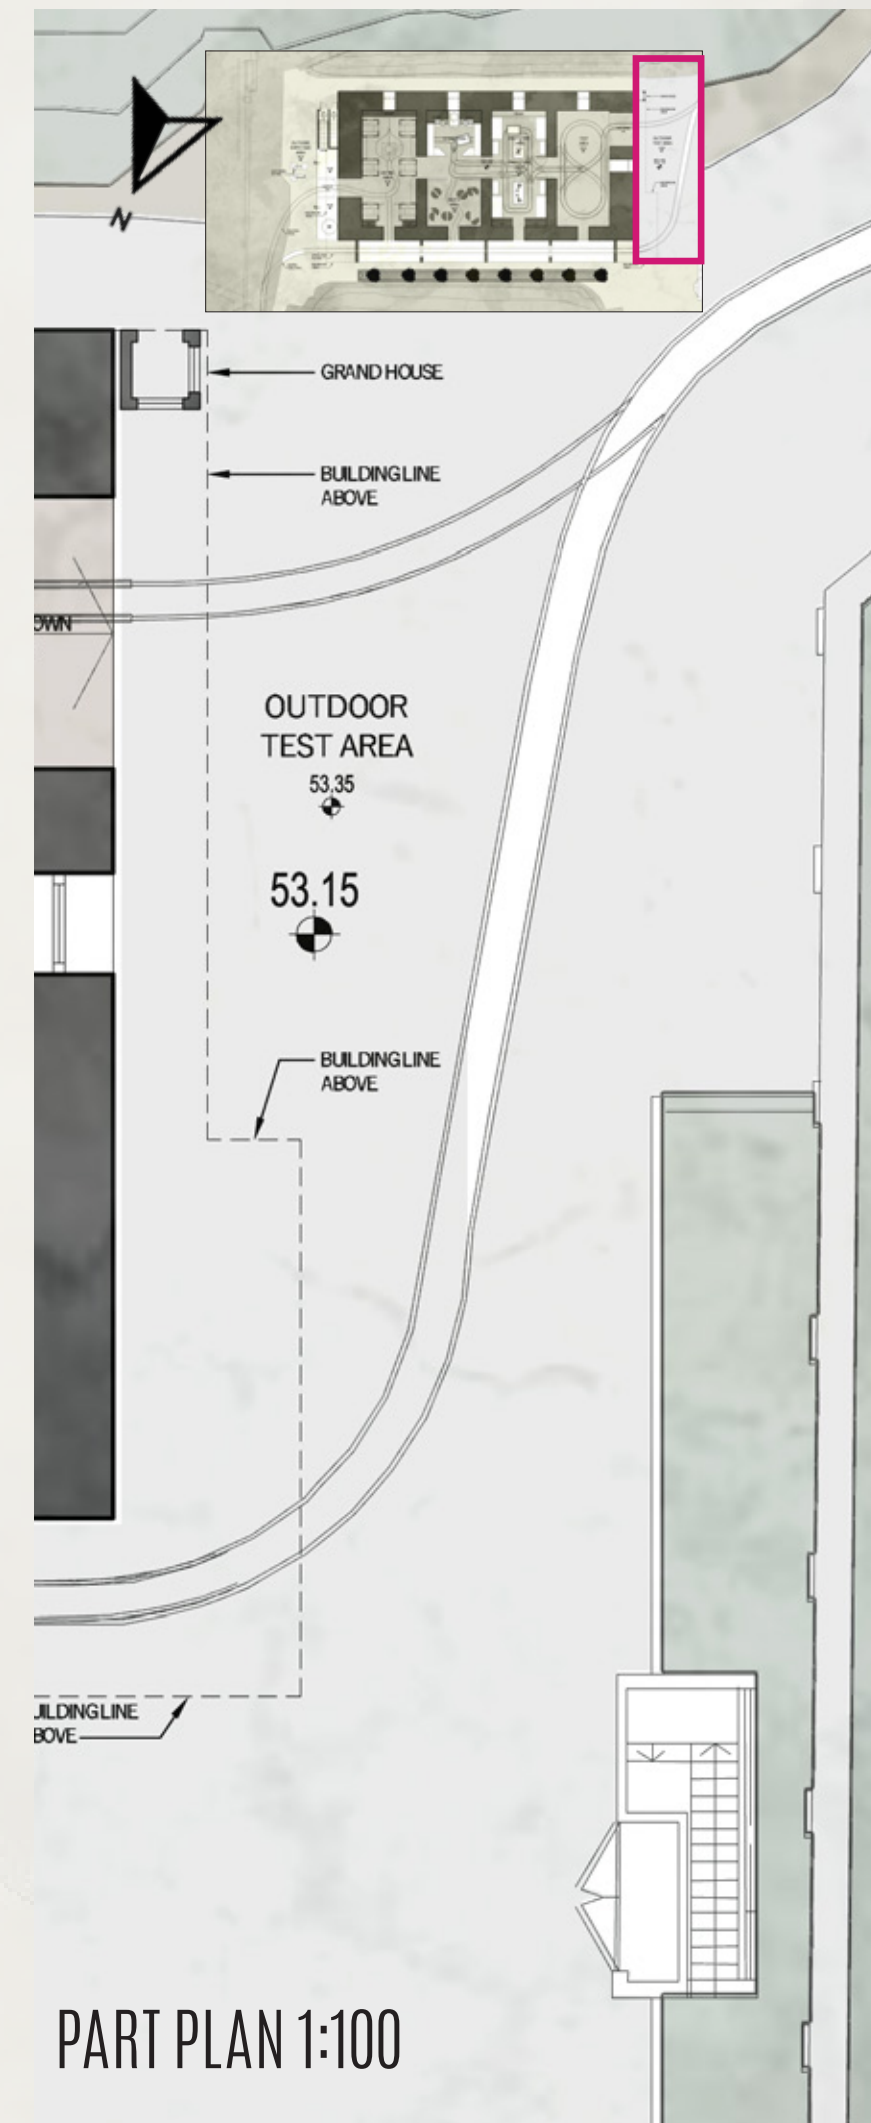 N
GRAND HOUSE
BUILDING LINE
ABOVE
OWN
OUTDOOR
TEST AREA
53.35
53.15
BUILDING LINE
ABOVE
UILDING LINE
BOVE
PART PLAN 1:100